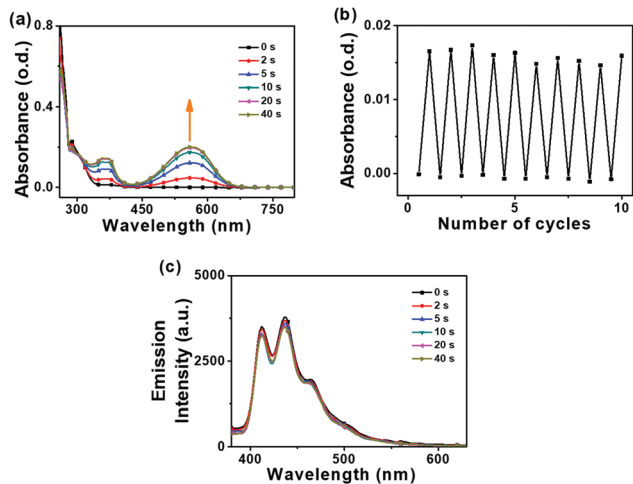 (a)
Absorbance (o.d.)
0.8
0.4
0.0
300
450
600
750
Wavelength (nm)
0 s
2 s
5 s
10 s
20 s
40 s
(b)
Absorbance (o.d.)
0.02
0.01
0.00
0
5
10
Number of cycles
(c)
Emission
Intensity (a.u.)
5000
2500
0
400
500
600
Wavelength (nm)
0 s
2 s
5 s
10 s
20 s
40 s